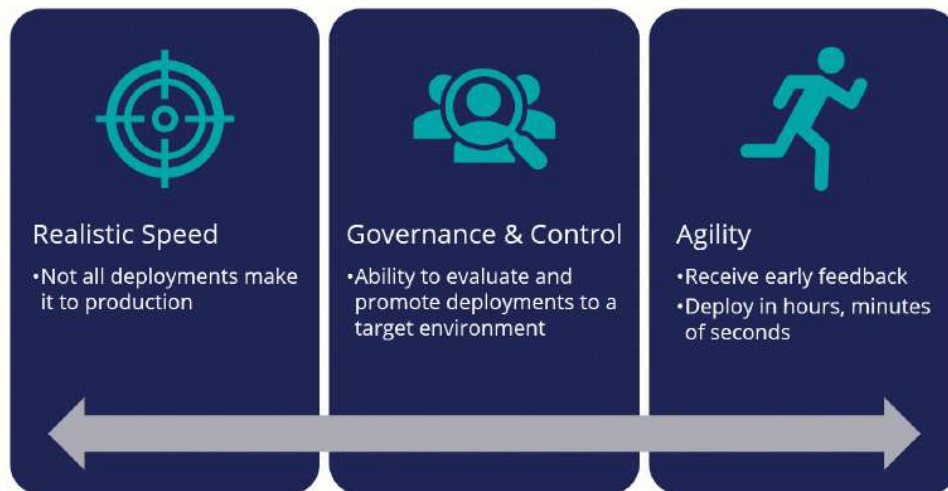 Realistic Speed
•Not all deployments make
it to production
Governance & Control
•Ability to evaluate and
promote deployments to a
target environment
Agility
•Receive early feedback
•Deploy in hours, minutes
of seconds